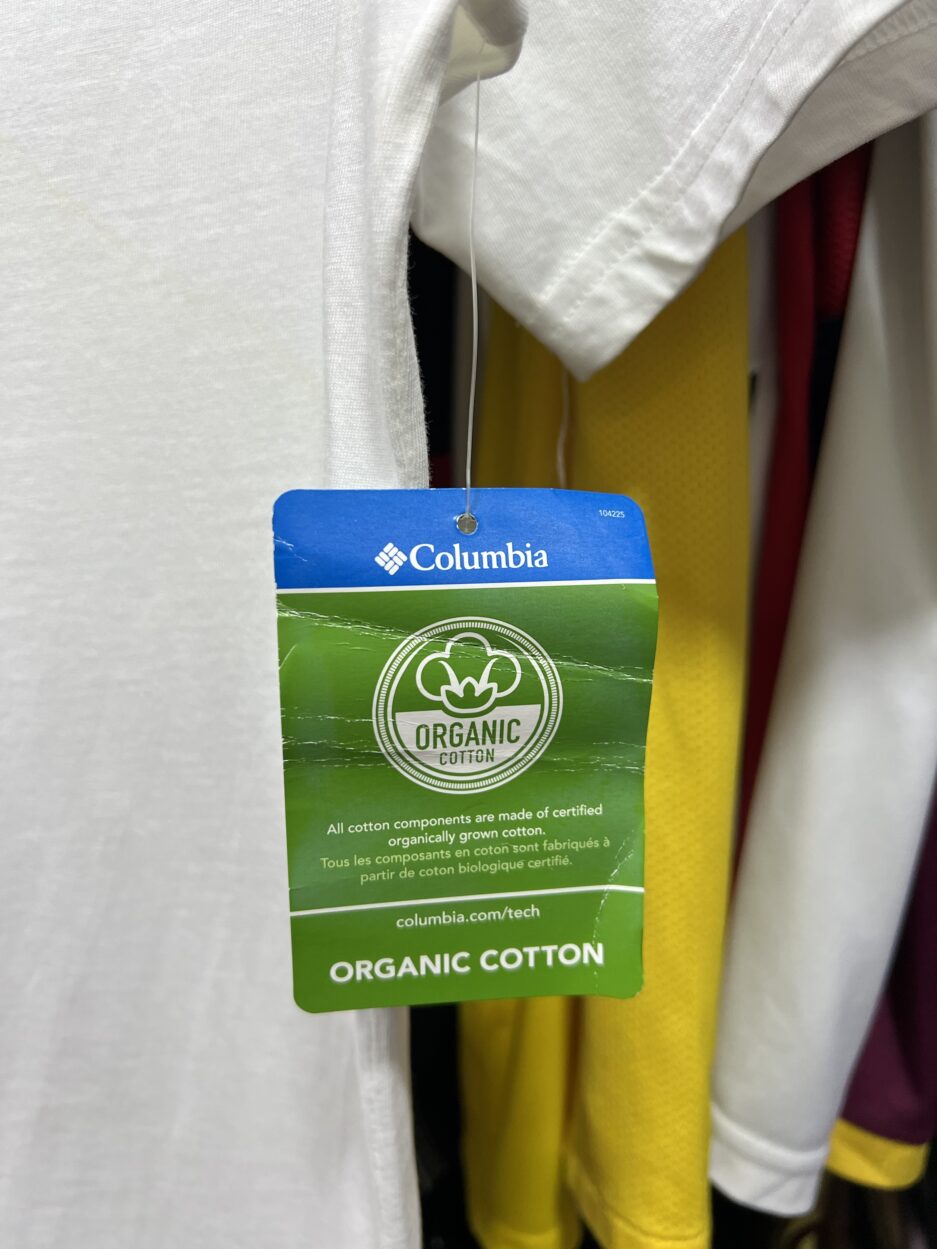 104225
Columbia
ORGANIC
COTTON
All cotton components are made of certified
organically grown cotton.
Tous les composants en coton sont fabriqués à
partir de coton biologique certifié.
columbia.com/tech
ORGANIC COTTON